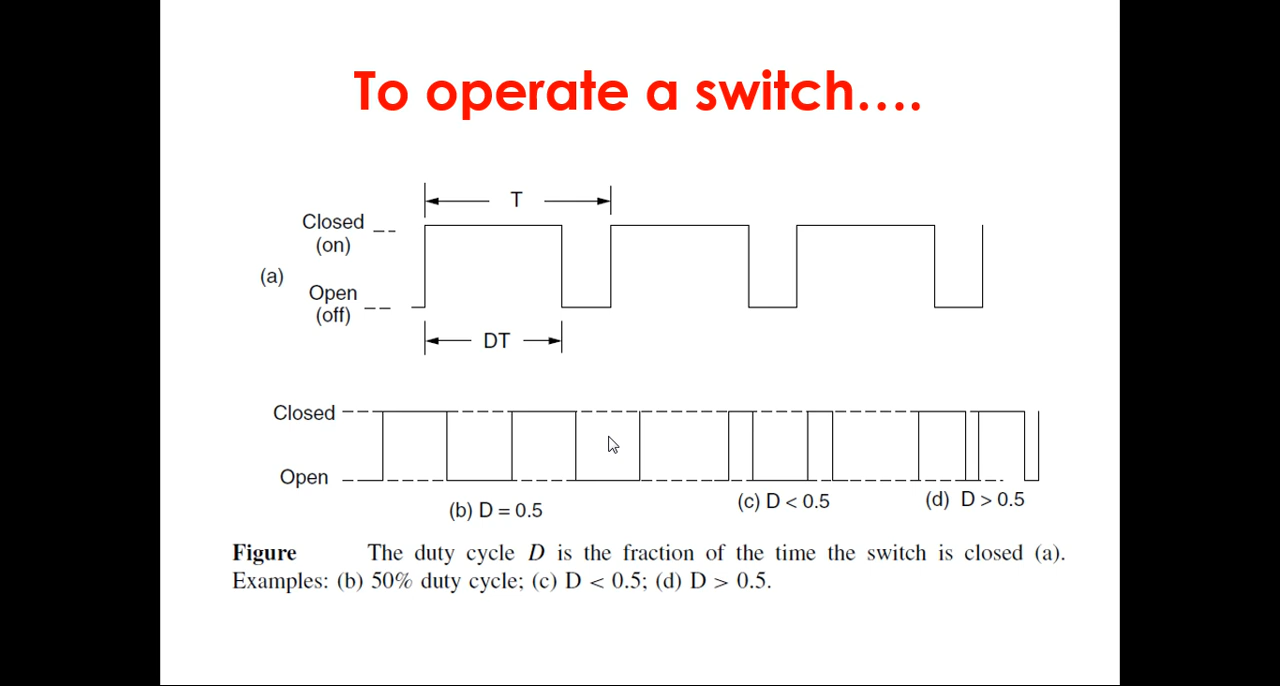 To operate a switch....
T
Closed
(on)
(a)
Open
(off)
DT
Closed
Open
(b) D = 0.5
(c) D < 0.5
(d) D > 0.5
Figure The duty cycle D is the fraction of the time the switch is closed (a).
Examples: (b) 50% duty cycle; (c) D < 0.5; (d) D > 0.5.